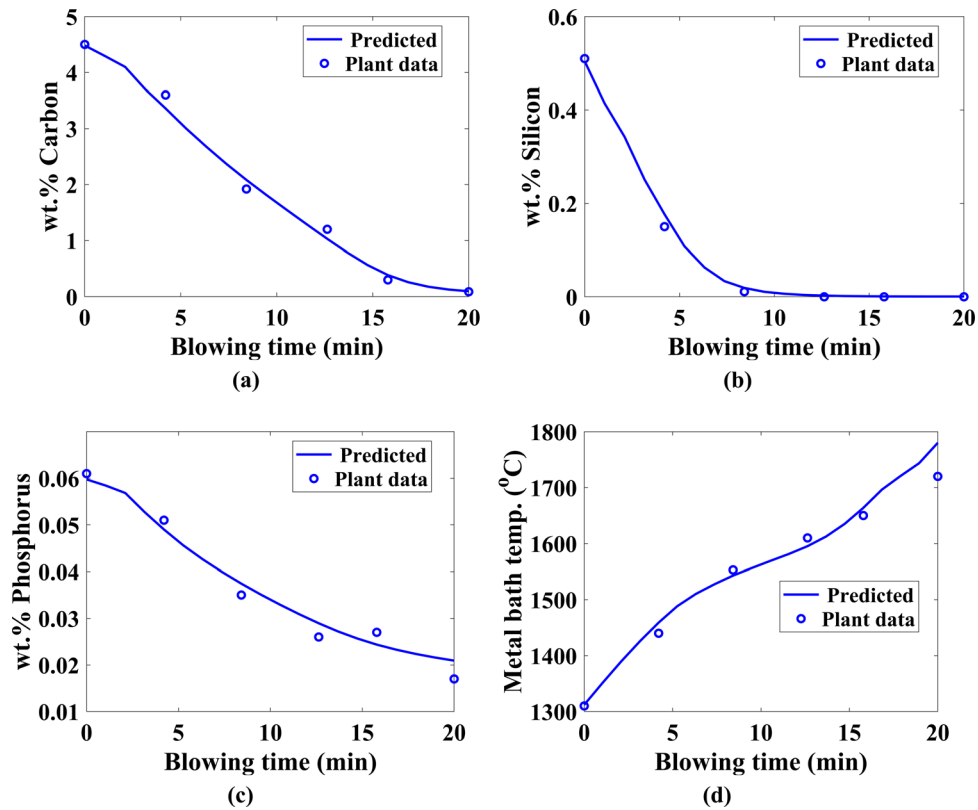 5
4
3
2
1
0
0
5
10
15
20
wt.% Carbon
Blowing time (min)
Predicted
Plant data
(a)
0.6
0.4
0.2
0
0
5
10
15
20
wt.% Silicon
Blowing time (min)
Predicted
Plant data
(b)
0.06
0.05
0.04
0.03
0.02
0.01
0
5
10
15
20
wt.% Phosphorus
Blowing time (min)
Predicted
Plant data
(c)
1800
1700
1600
1500
1400
1300
0
5
10
15
20
Metal bath temp. (°C)
Blowing time (min)
Predicted
Plant data
(d)